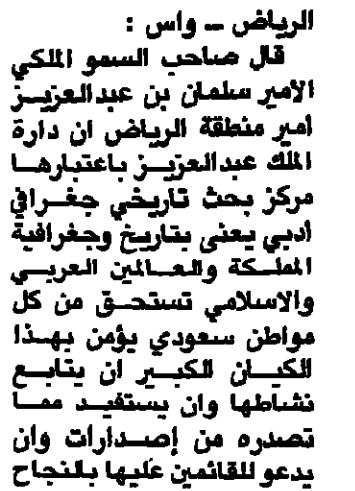 الرياض ــ واس :
قال صاحب السمو الملكي
الأمير سلمان بن عبدالعزيز
أمير منطقة الرياض ان دارة
الملك عبدالعزيز باعتبارها
مركز بحث تاريخي جغرافي
أدبي يعنى بتاريخ وجغرافية
المملكة والعالمين العربي
والاسلامي تستحق من كل
مواطن سعودي يؤمن بهذا
الكيان الكبير ان يتابع
نشاطها وان يستفيد مما
تصدره من إصدارات وان
يدعو للقائمين عليها بالنجاح